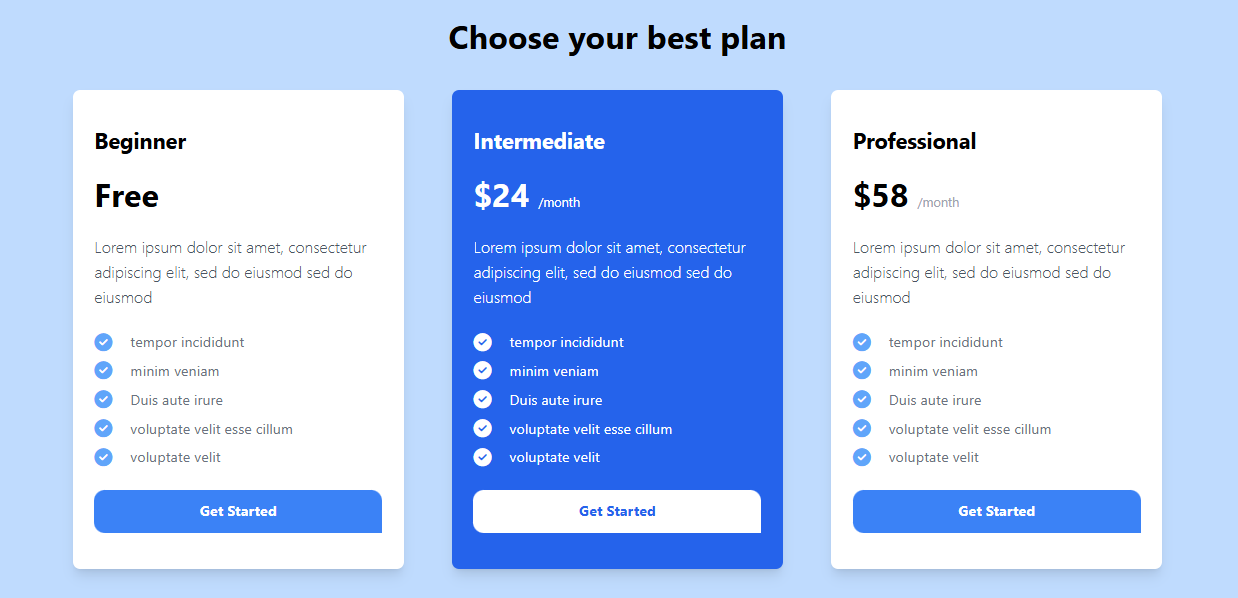 Choose your best plan
Beginner
Free
Lorem ipsum dolor sit amet, consectetur
adipiscing elit, sed do eiusmod sed do
eiusmod
tempor incididunt
minim veniam
Duis aute irure
voluptate velit esse cillum
voluptate velit
Get Started
Intermediate
$24 /month
Lorem ipsum dolor sit amet, consectetur
adipiscing elit, sed do eiusmod sed do
eiusmod
tempor incididunt
minim veniam
Duis aute irure
voluptate velit esse cillum
voluptate velit
Get Started
Professional
$58 /month
Lorem ipsum dolor sit amet, consectetur
adipiscing elit, sed do eiusmod sed do
eiusmod
tempor incididunt
minim veniam
Duis aute irure
voluptate velit esse cillum
voluptate velit
Get Started